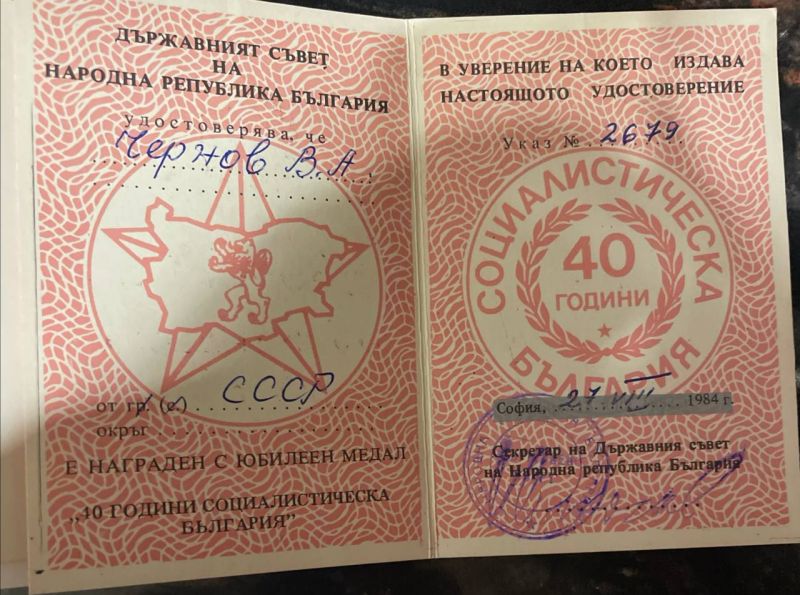 ДЪРЖАВНИЯТ СЪВЕТ
НА
НАРОДНА РЕПУБЛИКА БЪЛГАРИЯ
удостоверява, че
Чернов В.А.
от гр. (с.) СССР
окръг
Е НАГРАДЕН С ЮБИЛЕЕН МЕДАЛ
„40 ГОДИНИ СОЦИАЛИСТИЧЕСКА
БЪЛГАРИЯ"
В УВЕРЕНИЕ НА КОЕТО ИЗДАВА
НАСТОЯЩОТО УДОСТОВЕРЕНИЕ
Указ № 2679
СОЦИАЛИСТИЧЕСКА
40
ГОДИНИ
БЪЛГАРИЯ
София, 27 VIII 1984 г.
Секретар на Държавния съвет
на Народна република България